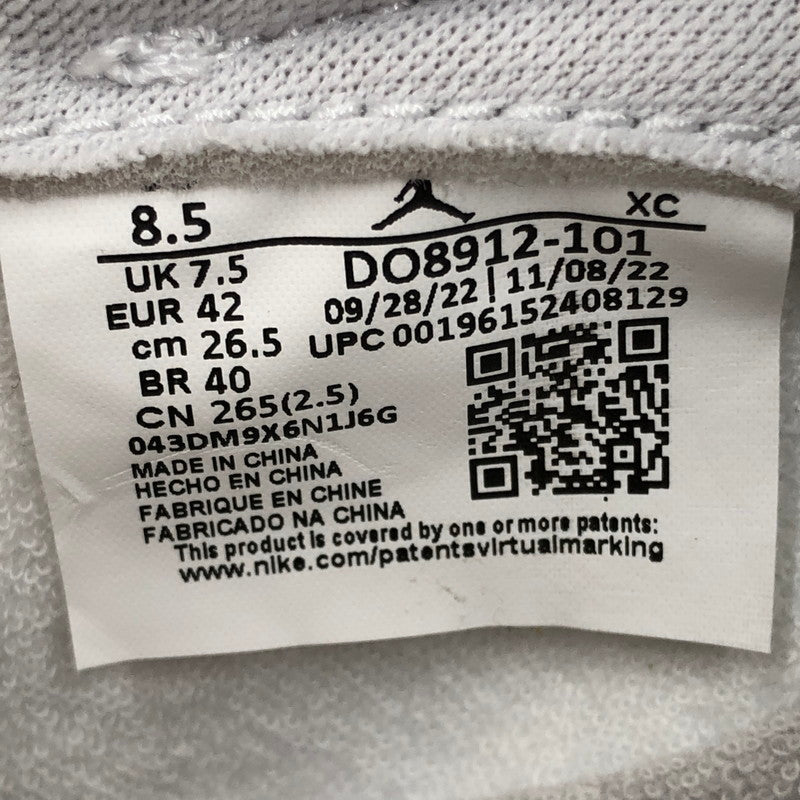 8.5 XC
UK 7.5 DO8912-101
EUR 42 09/28/22 | 11/08/22
cm 26.5 UPC 00196152408129
BR 40
CN 265(2.5)
043DM9X6N1J6G
MADE IN CHINA
HECHO EN CHINA
FABRIQUE EN CHINE
FABRICADO NA CHINA
This product is covered by one or more patents:
www.nike.com/patentsvirtualmarking